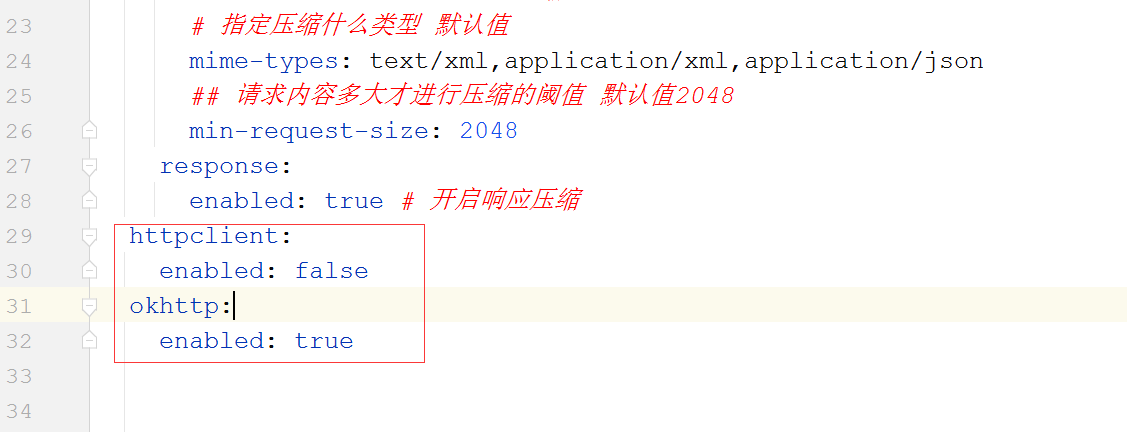 23 # 指定压缩什么类型 默认值
24 mime-types: text/xml,application/xml,application/json
25 ## 请求内容多大才进行压缩的阈值 默认值2048
26 min-request-size: 2048
27 response:
28 enabled: true # 开启响应压缩
29 httpclient:
30 enabled: false
31 okhttp:
32 enabled: true
33
34